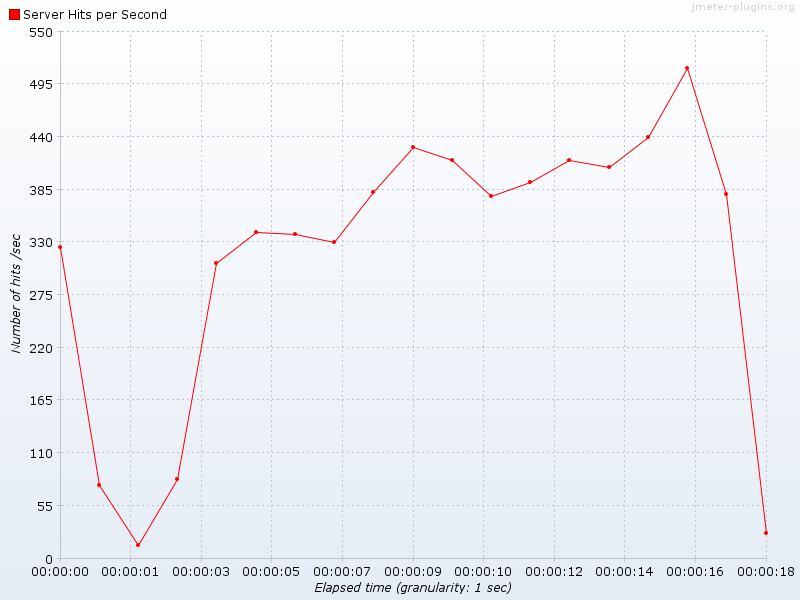 jmeter-plugins.org
Server Hits per Second
550
495
440
385
330
275
220
165
110
55
0
Number of hits /sec
00:00:00 00:00:01 00:00:03 00:00:05 00:00:07 00:00:09 00:00:10 00:00:12 00:00:14 00:00:16 00:00:18
Elapsed time (granularity: 1 sec)